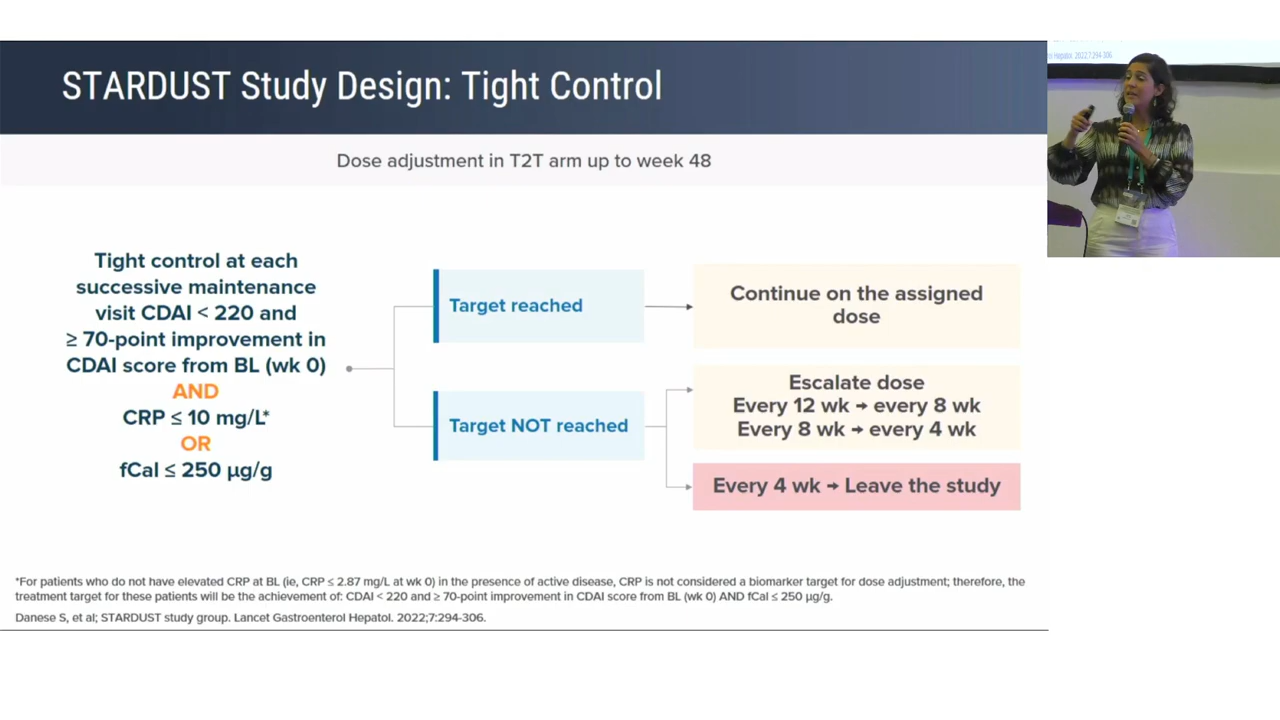 STARDUST Study Design: Tight Control
Dose adjustment in T2T arm up to week 48
Tight control at each
successive maintenance
visit CDAI < 220 and
≥ 70-point improvement in
CDAI score from BL (wk 0)
AND
CRP ≤ 10 mg/L*
OR
fCal ≤ 250 µg/g
Target reached
Continue on the assigned
dose
Target NOT reached
Escalate dose
Every 12 wk → every 8 wk
Every 8 wk → every 4 wk
Every 4 wk → Leave the study
*For patients who do not have elevated CRP at BL (ie, CRP ≤ 2.87 mg/L at wk 0) in the presence of active disease, CRP is not considered a biomarker target for dose adjustment; therefore, the
treatment target for these patients will be the achievement of: CDAI < 220 and ≥ 70-point improvement in CDAI score from BL (wk 0) AND fCal ≤ 250 µg/g.
Danese S, et al; STARDUST study group. Lancet Gastroenterol Hepatol. 2022;7:294-306.
Hepatol. 2022;7:294-306